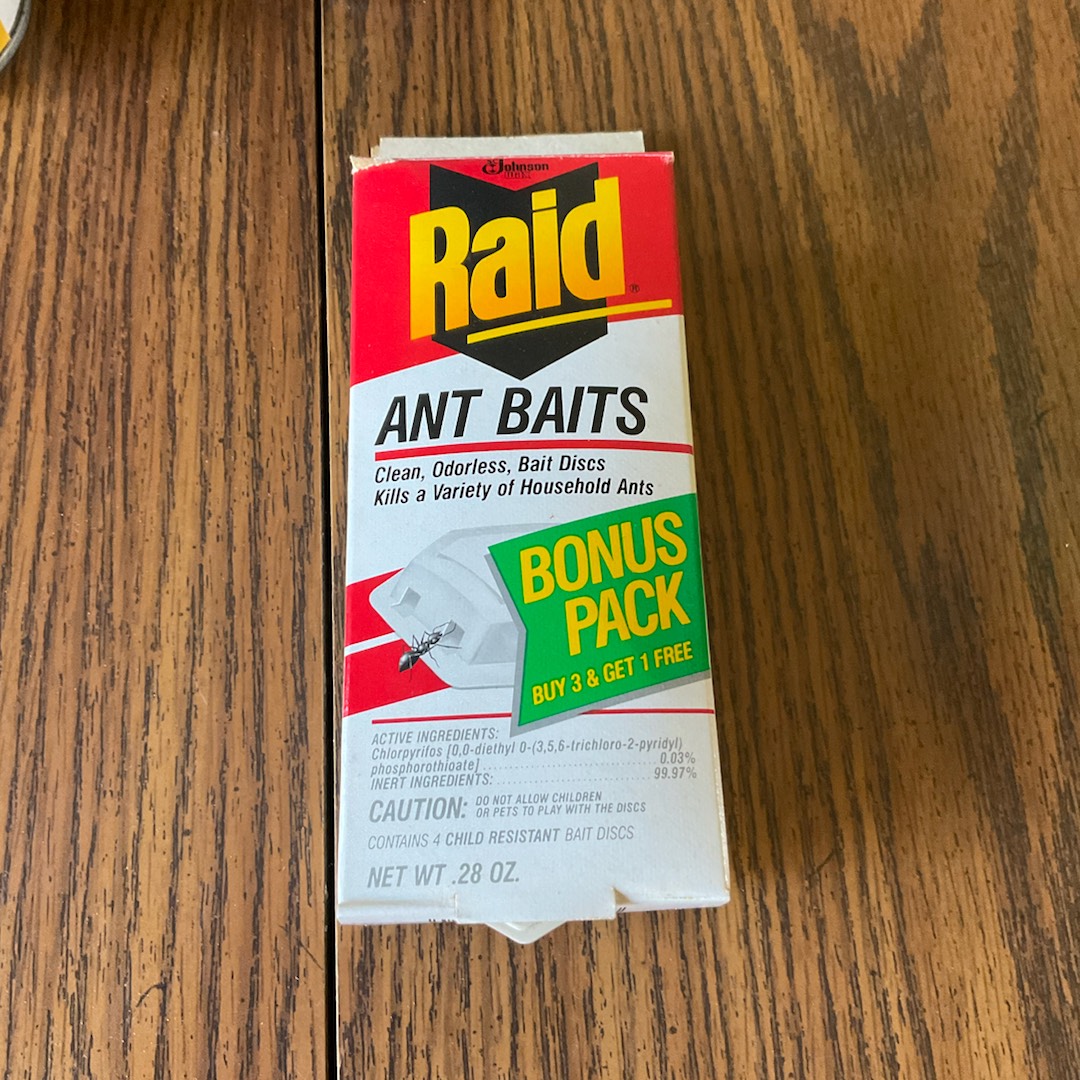 Johnson
WAX
Raid®
ANT BAITS
Clean, Odorless, Bait Discs
Kills a Variety of Household Ants
BONUS
PACK
BUY 3 & GET 1 FREE
ACTIVE INGREDIENTS:
Chlorpyrifos [0,0-diethyl 0-(3,5,6-trichloro-2-pyridyl)
phosphorothioate] ........................................ 0.03%
INERT INGREDIENTS: ........................................ 99.97%
CAUTION: DO NOT ALLOW CHILDREN
OR PETS TO PLAY WITH THE DISCS
CONTAINS 4 CHILD RESISTANT BAIT DISCS
NET WT .28 OZ.